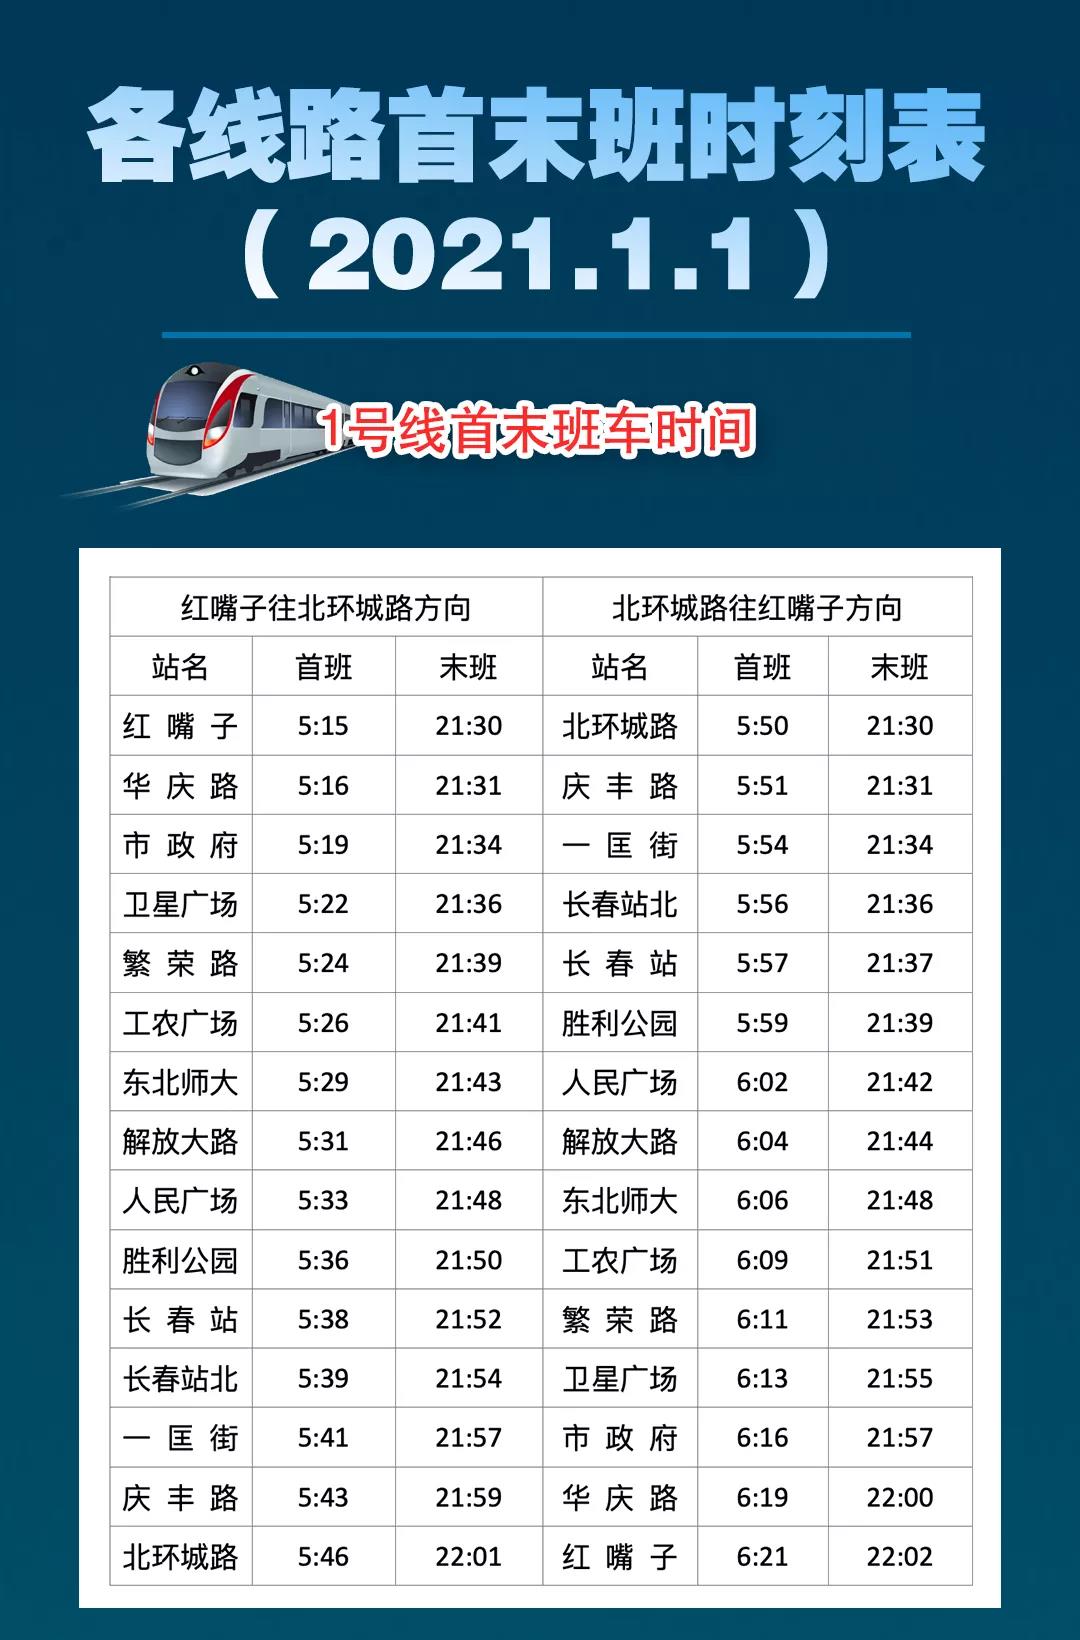 各线路首末班时刻表
（2021.1.1）
1号线首末班车时间
红嘴子往北环城路方向 北环城路往红嘴子方向
站名 首班 末班 站名 首班 末班
红嘴子 5:15 21:30 北环城路 5:50 21:30
华庆路 5:16 21:31 庆丰路 5:51 21:31
市政府 5:19 21:34 一匡街 5:54 21:34
卫星广场 5:22 21:36 长春站北 5:56 21:36
繁荣路 5:24 21:39 长春站 5:57 21:37
工农广场 5:26 21:41 胜利公园 5:59 21:39
东北师大 5:29 21:43 人民广场 6:02 21:42
解放大路 5:31 21:46 解放大路 6:04 21:44
人民广场 5:33 21:48 东北师大 6:06 21:48
胜利公园 5:36 21:50 工农广场 6:09 21:51
长春站 5:38 21:52 繁荣路 6:11 21:53
长春站北 5:39 21:54 卫星广场 6:13 21:55
一匡街 5:41 21:57 市政府 6:16 21:57
庆丰路 5:43 21:59 华庆路 6:19 22:00
北环城路 5:46 22:01 红嘴子 6:21 22:02